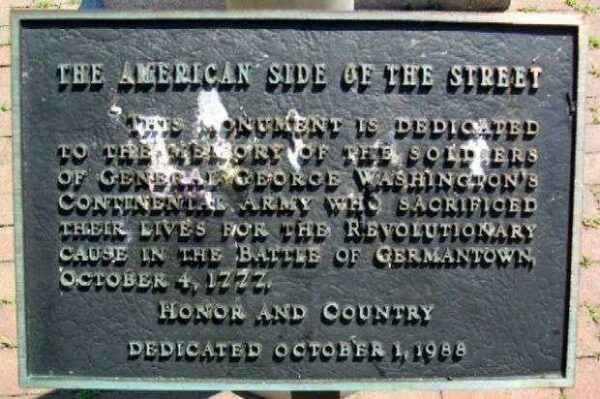 THE AMERICAN SIDE OF THE STREET
THIS MONUMENT IS DEDICATED
TO THE MEMORY OF THE SOLDIERS
OF GENERAL GEORGE WASHINGTON'S
CONTINENTAL ARMY WHO SACRIFICED
THEIR LIVES FOR THE REVOLUTIONARY
CAUSE IN THE BATTLE OF GERMANTOWN,
OCTOBER 4, 1777.
HONOR AND COUNTRY
DEDICATED OCTOBER 1, 1988